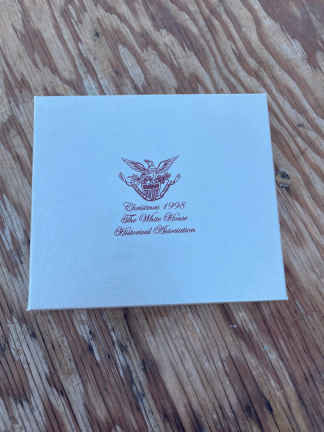 Christmas 1998
The White House
Historical Association